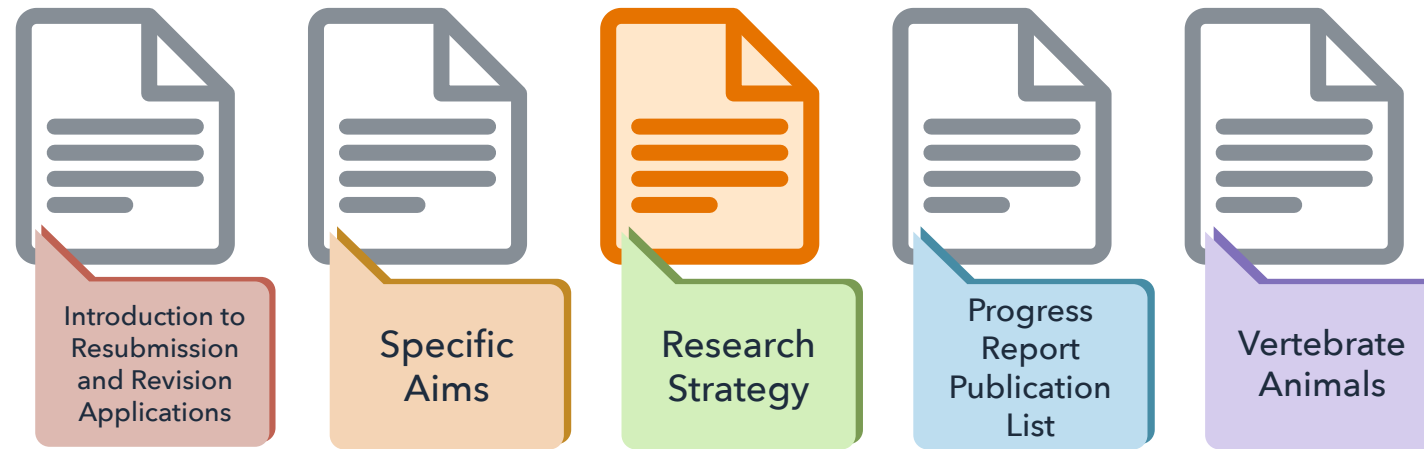 Introduction to
Resubmission
and Revision
Applications
Specific
Aims
Research
Strategy
Progress
Report
Publication
List
Vertebrate
Animals